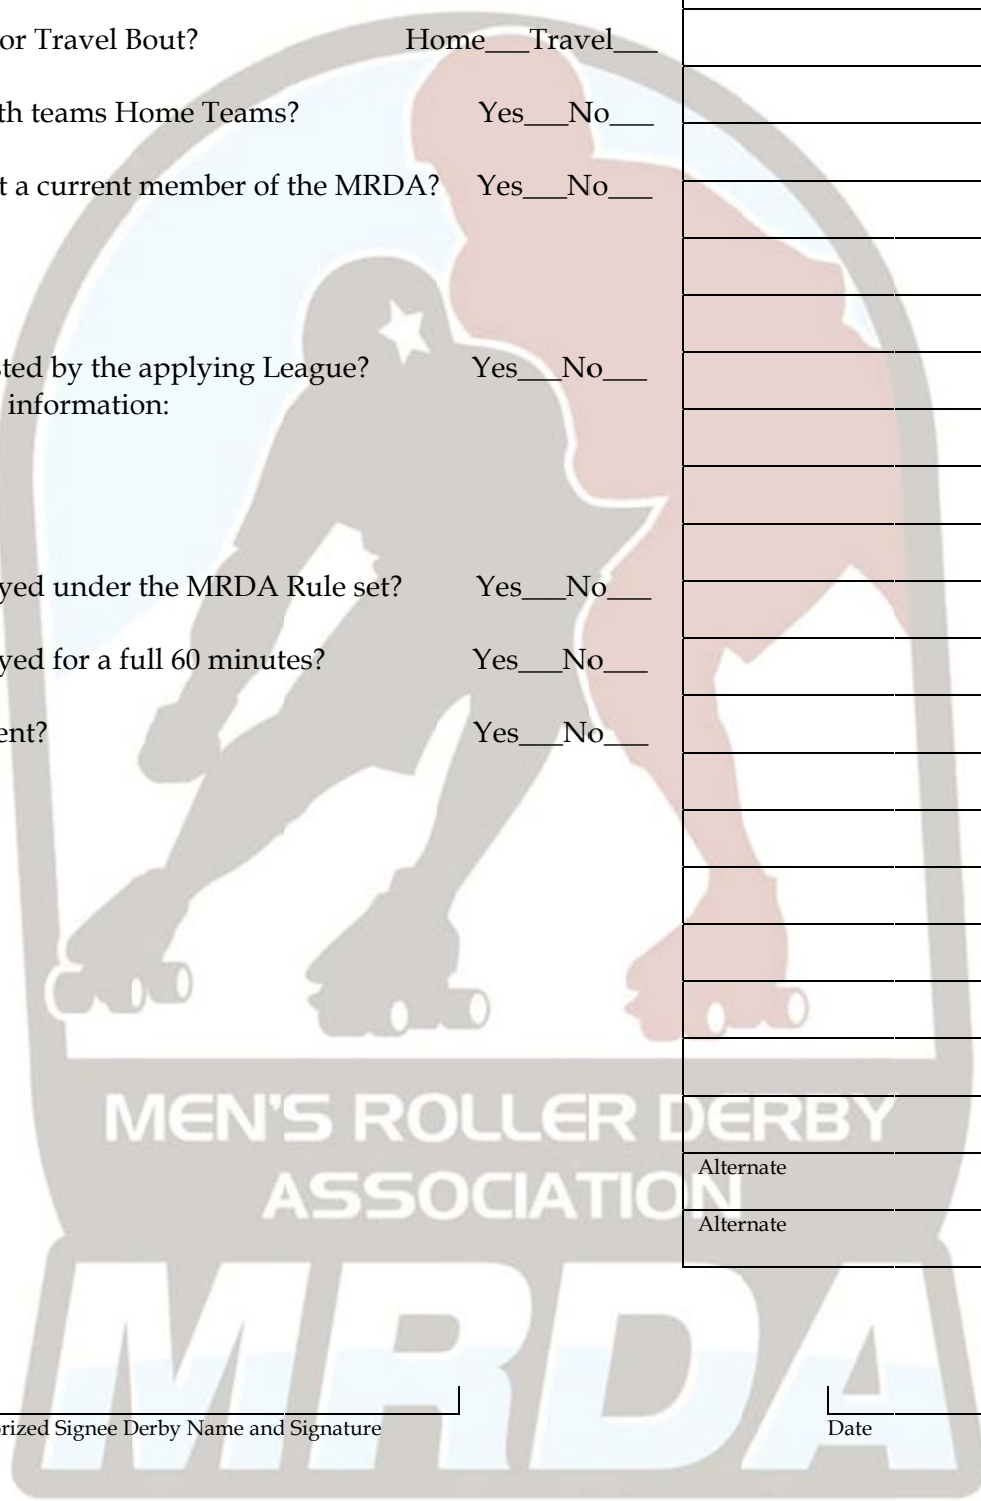 or Travel Bout? Home___Travel___
th teams Home Teams? Yes___No___
t a current member of the MRDA? Yes___No___
sted by the applying League? Yes___No___
information:
yed under the MRDA Rule set? Yes___No___
yed for a full 60 minutes? Yes___No___
ent? Yes___No___
MEN'S ROLLER DERBY
ASSOCIATION
Alternate
Alternate
MRDA
rized Signee Derby Name and Signature Date